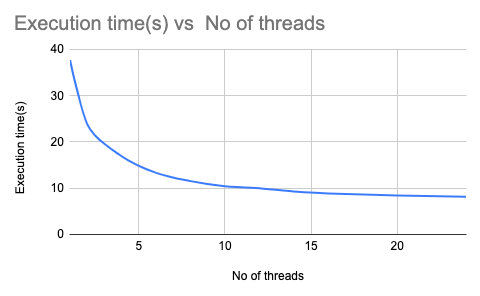 Execution time(s) vs  No of threads
40
30
20
10
0
Execution time(s)
5 10 15 20
No of threads